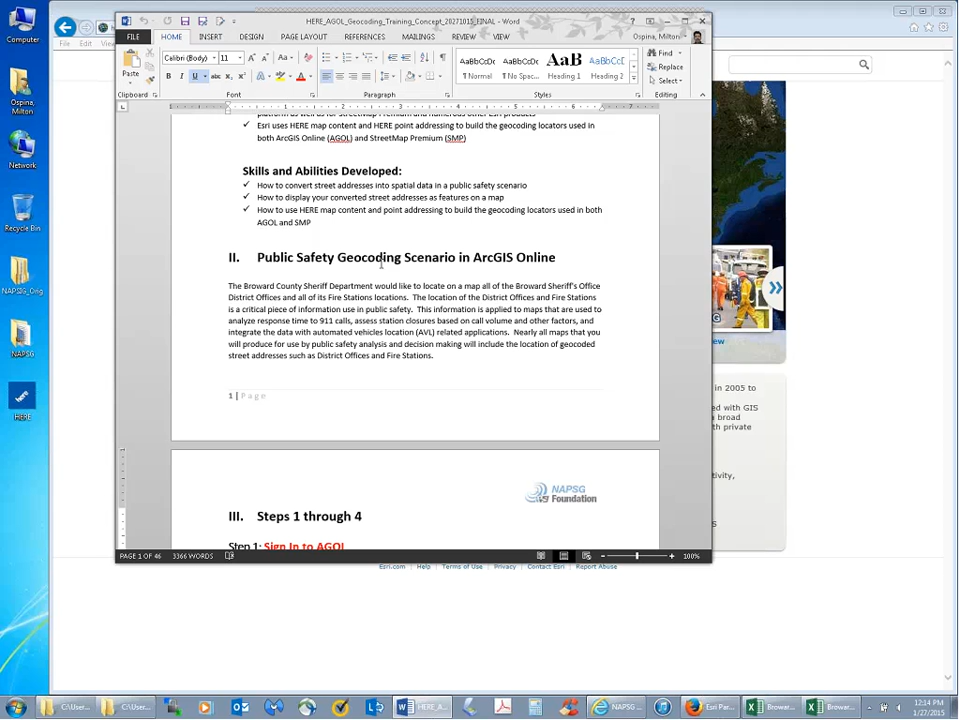 HERE_AGOL_Geocoding_Training_Concept_20271015_FINAL - Word
FILE HOME INSERT DESIGN PAGE LAYOUT REFERENCES MAILINGS REVIEW VIEW Ospina, Milton
Calibri (Body) 11
Paste
AaBbCcDc AaBbCcDc AaB AaBbCcD
¶ Normal ¶ No Spac... Heading 1 Heading 2
Find
Replace
Select
Clipboard Font Paragraph Styles Editing
Esri uses HERE map content and HERE point addressing to build the geocoding locators used in
both ArcGIS Online (AGOL) and StreetMap Premium (SMP)
Skills and Abilities Developed:
How to convert street addresses into spatial data in a public safety scenario
How to display your converted street addresses as features on a map
How to use HERE map content and point addressing to build the geocoding locators used in both
AGOL and SMP
II. Public Safety Geocoding Scenario in ArcGIS Online
The Broward County Sheriff Department would like to locate on a map all of the Broward Sheriff's Office
District Offices and all of its Fire Stations locations. The location of the District Offices and Fire Stations
is a critical piece of information use in public safety. This information is applied to maps that are used to
analyze response time to 911 calls, assess station closures based on call volume and other factors, and
integrate the data with automated vehicles location (AVL) related applications. Nearly all maps that you
will produce for use by public safety analysis and decision making will include the location of geocoded
street addresses such as District Offices and Fire Stations.
1 | Page
NAPSG
Foundation
III. Steps 1 through 4
Step 1: Sign In to AGOL
PAGE 1 OF 46 3366 WORDS 100%
Computer
Ospina,
Milton
Network
Recycle Bin
NAPSIG_Orig
NAPSG
HERE
File Edit
in 2005 to
ed with GIS
a broad
th private
tivity,
Esri.com Help Terms of Use Privacy Contact Esri Report Abuse
C:\User... C:\User... HERE_A... NAPSG ... Esri Par... Browar... Browar...
12:14 PM
1/27/2015